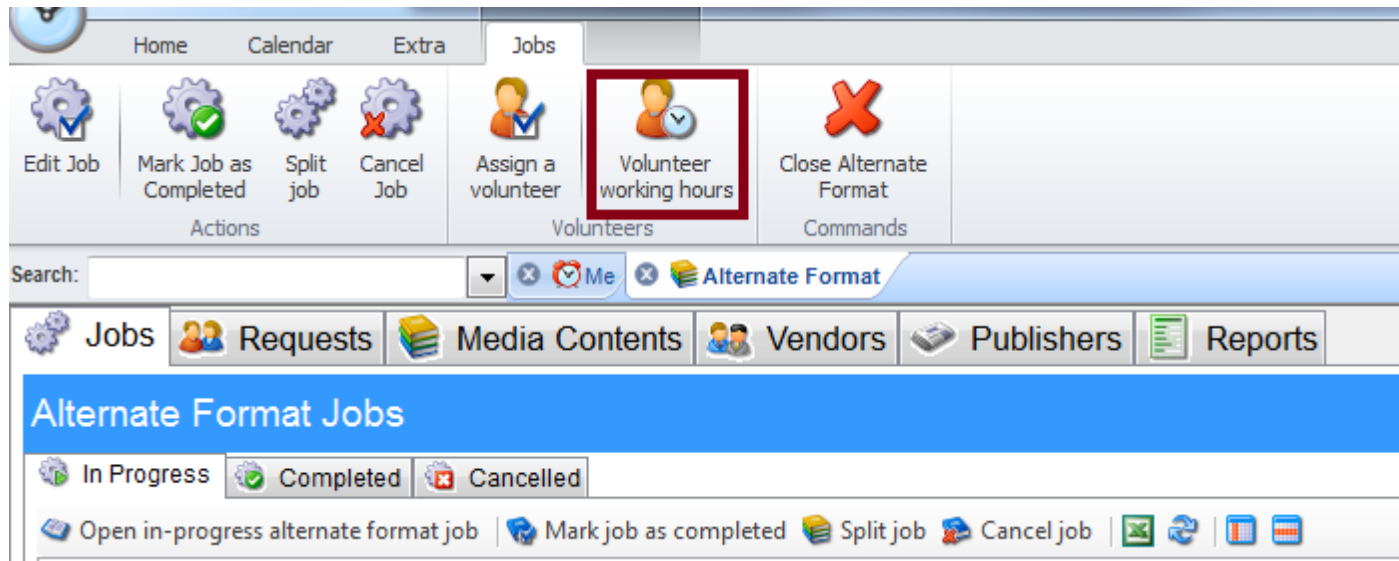 Home Calendar Extra Jobs
Edit Job Mark Job as Split Cancel Assign a Volunteer Close Alternate
Completed job Job volunteer working hours Format
Actions Volunteers Commands
Search: Me Alternate Format
Jobs Requests Media Contents Vendors Publishers Reports
Alternate Format Jobs
In Progress Completed Cancelled
Open in-progress alternate format job Mark job as completed Split job Cancel job